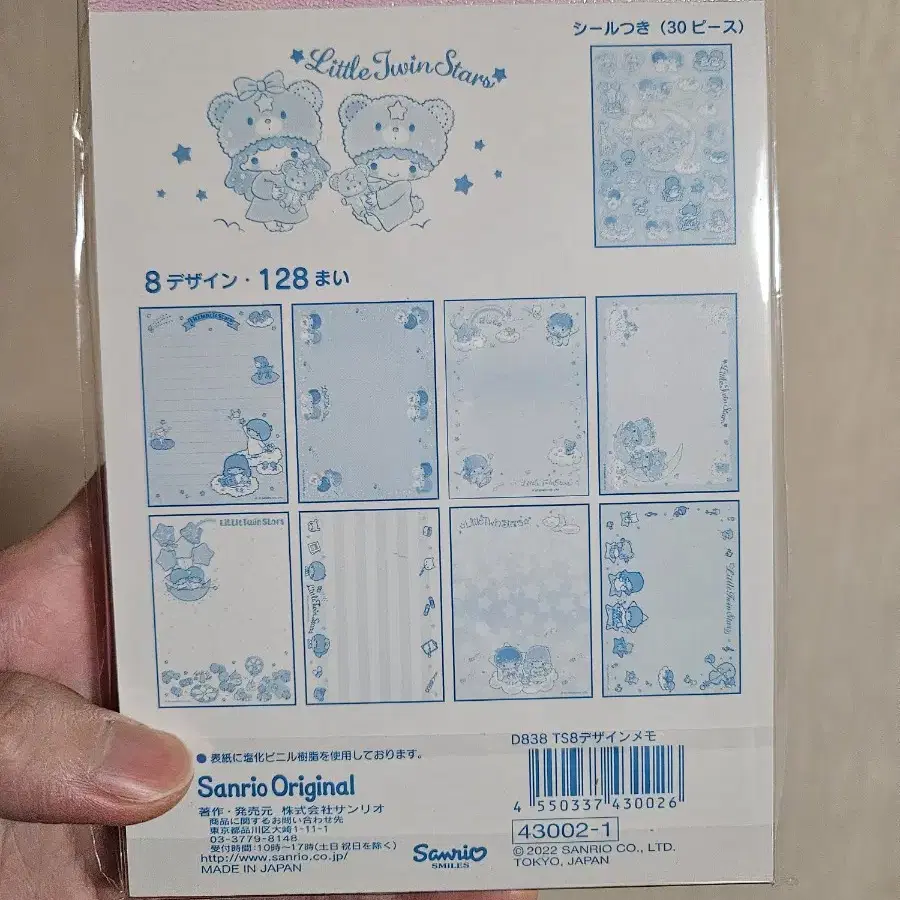 シールつき（30ピース）
Little Twin Stars
8デザイン・128まい
Little Twin Stars
LittLe Twin Stars
Little Twin Stars
Little Twin Stars
Little Twin Stars
D838 TS8デザインメモ
●表紙に塩化ビニル樹脂を使用しております。
Sanrio Original
著作・発売元 株式会社サンリオ
商品に関するお問い合わせ先
東京都品川区大崎1-11-1
03-3779-8148
受付時間：10時〜17時（土日祝日を除く）
http://www.sanrio.co.jp/
MADE IN JAPAN
Sanrio
SMILES
4 550337 430026
43002-1
© 2022 SANRIO CO., LTD.
TOKYO, JAPAN